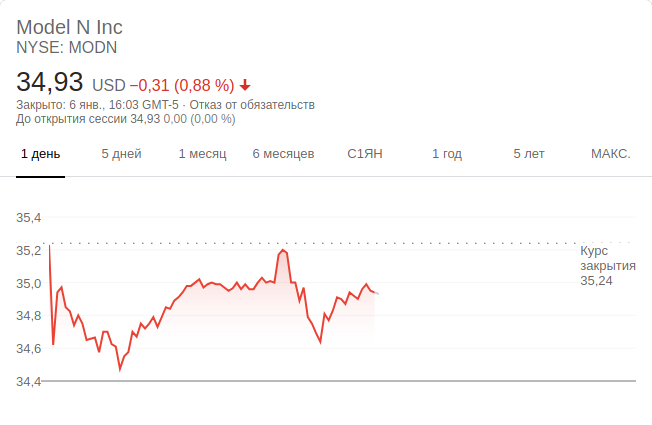 Model N Inc
NYSE: MODN
34,93 USD −0,31 (0,88 %)
Закрыто: 6 янв., 16:03 GMT-5 · Отказ от обязательств
До открытия сессии 34,93 0,00 (0,00 %)
1 день 5 дней 1 месяц 6 месяцев С1ЯН 1 год 5 лет МАКС.
35,4
35,2
35,0
34,8
34,6
34,4
Курс
закрытия
35,24